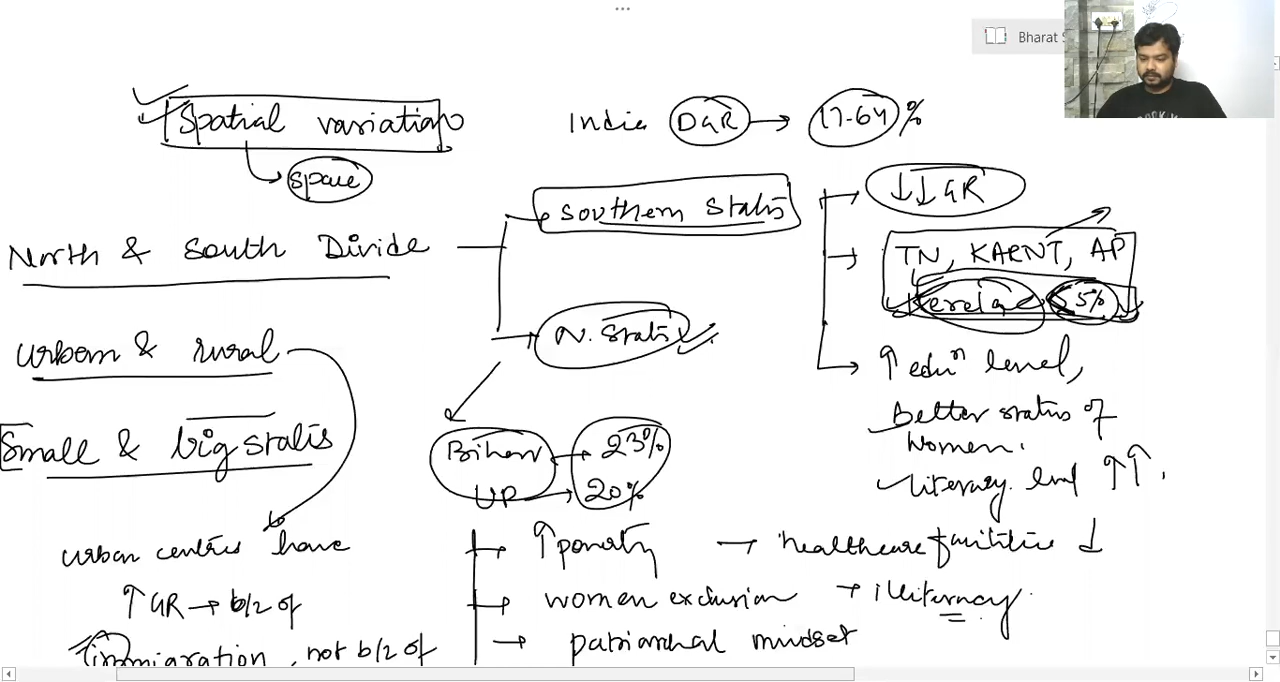 Bharat S
Spatial variation
India DGR → 17.64 %
space
↓↓ GR
Southern States
North & South Divide
TN, KARNT, AP
Kerela 5%
N. States
Urban & rural
↑ eduⁿ level,
Better status of
women.
Small & big states
Bihar → 23%
literacy level ↑↑.
UP → 20%
urban centres have
↑ poverty → healthcare facilities ↓
↑ GR → b/z of
women exclusion → illiteracy.
immigration, not b/z of
→ patriarchal mindset